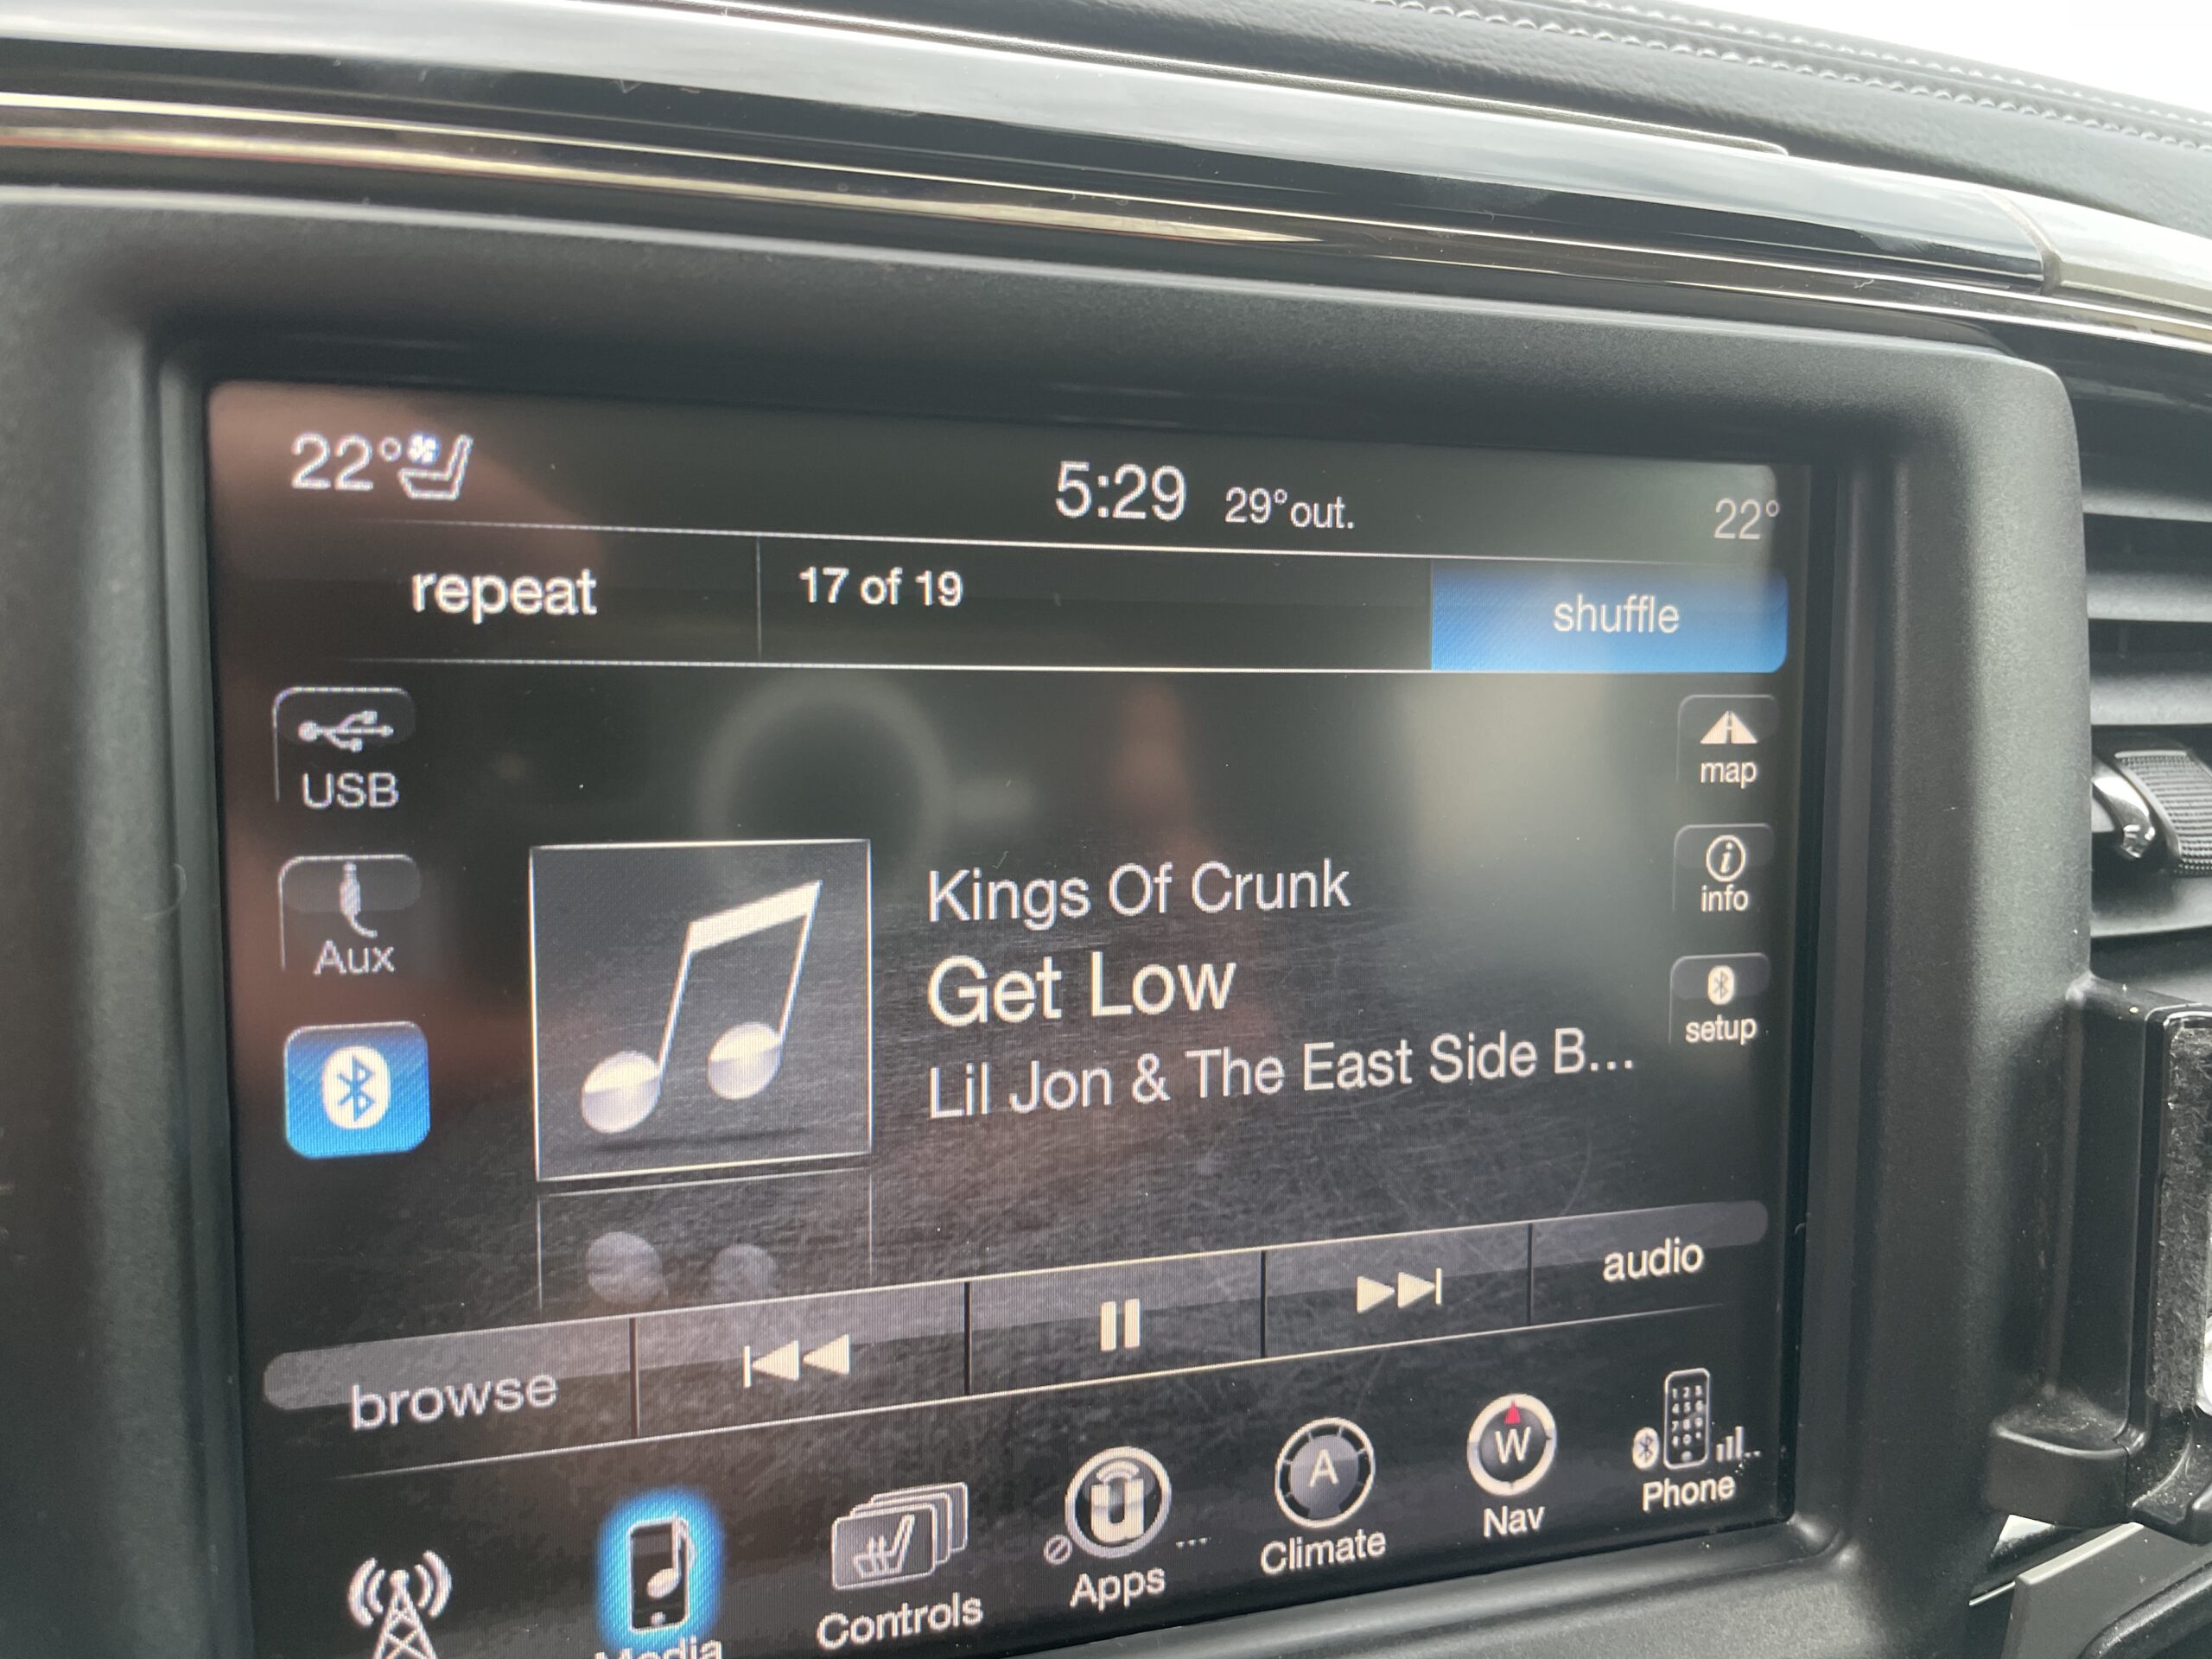 22°
5:29 29°out.
22°
repeat
17 of 19
shuffle
USB
map
Aux
info
setup
Kings Of Crunk
Get Low
Lil Jon & The East Side B...
browse
audio
Media
Controls
Apps
A
Climate
W
Nav
Phone